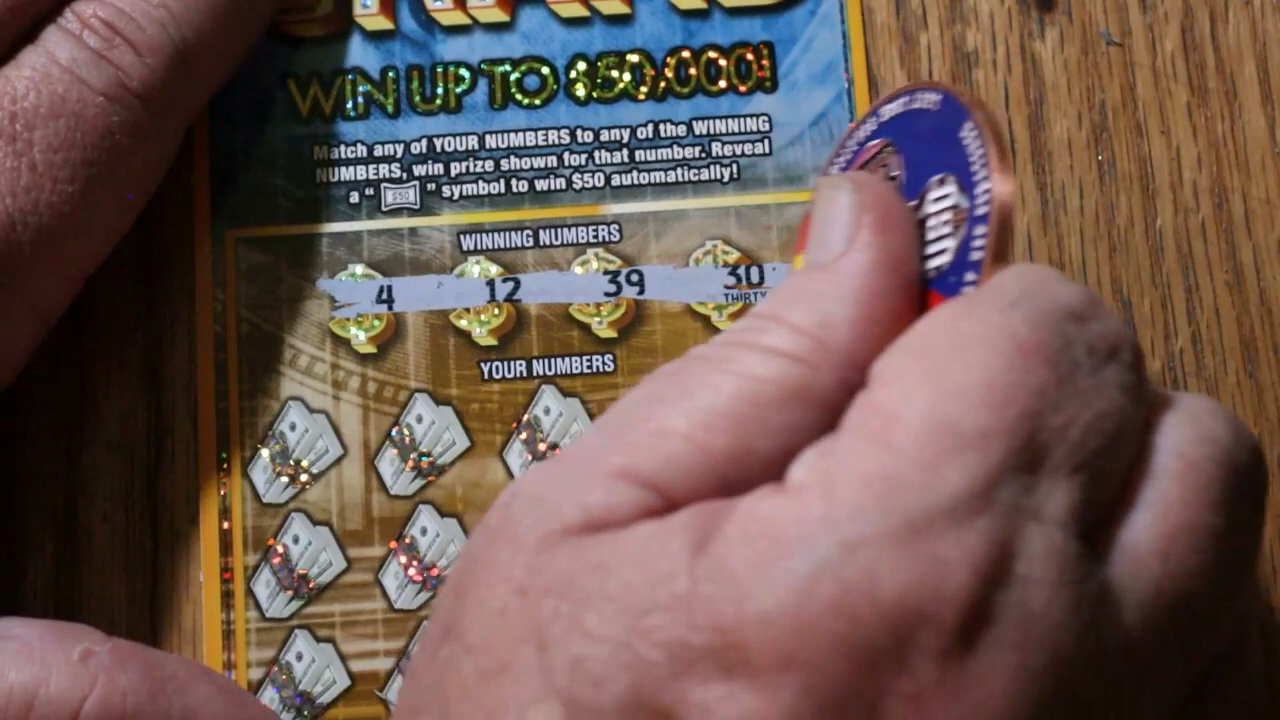 WIN UP TO $50,000!
Match any of YOUR NUMBERS to any of the WINNING
NUMBERS, win prize shown for that number. Reveal
a " $50 " symbol to win $50 automatically!
WINNING NUMBERS
4 12 39 30
THIRTY
YOUR NUMBERS